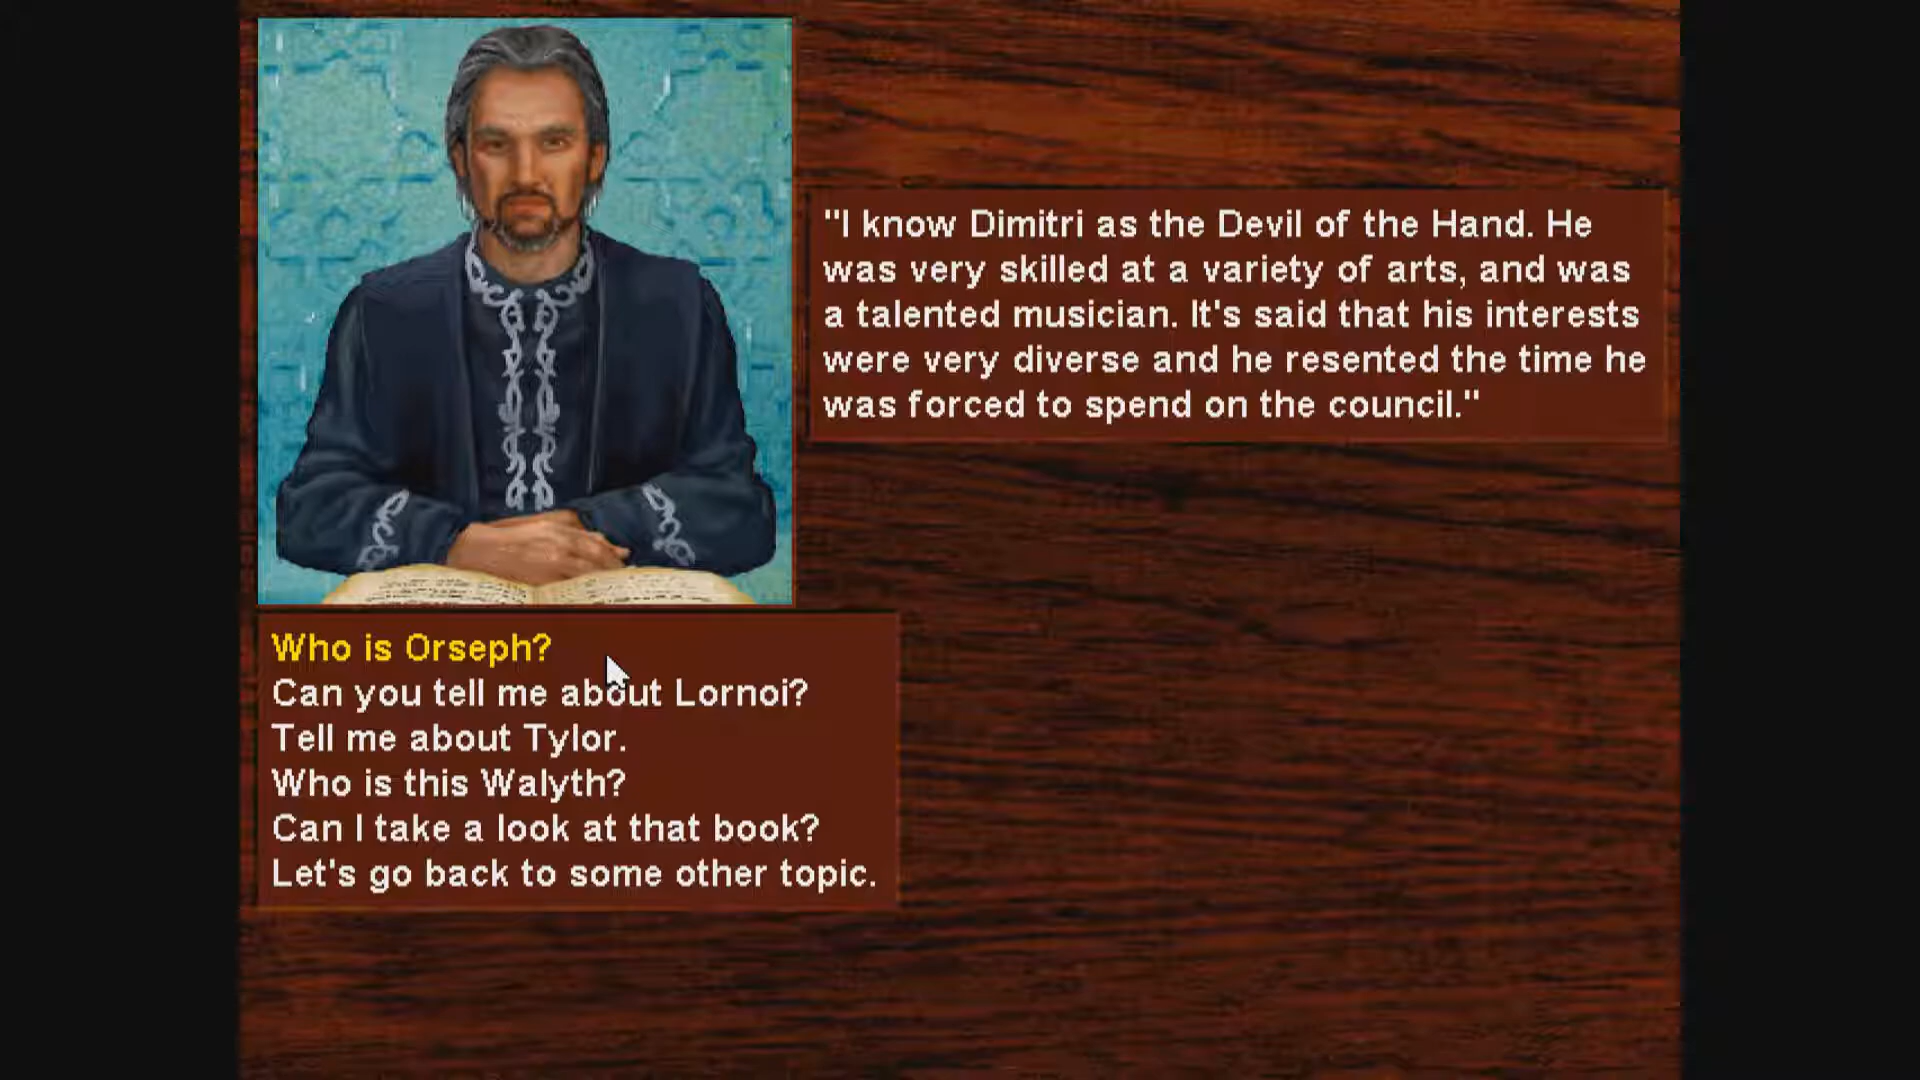 "I know Dimitri as the Devil of the Hand. He
was very skilled at a variety of arts, and was
a talented musician. It's said that his interests
were very diverse and he resented the time he
was forced to spend on the council."
Who is Orseph?
Can you tell me about Lornoi?
Tell me about Tylor.
Who is this Walyth?
Can I take a look at that book?
Let's go back to some other topic.